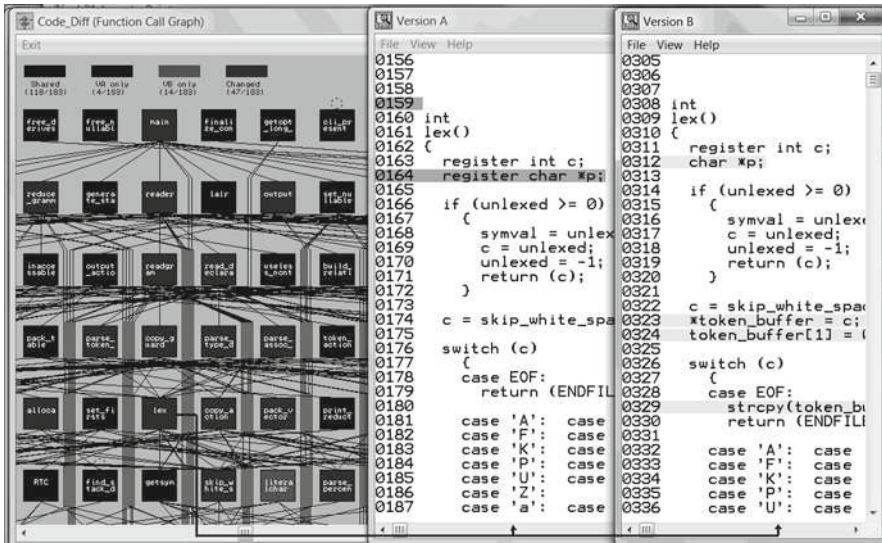 Code_Diff (Function Call Graph)
Exit
Shared
(118/183)
VA only
(4/183)
VB only
(14/183)
Changed
(47/183)
free_d
erives
free_n
ullabl
main
finali
ze_con
getopt
_long_
cli_pr
esent
reduce
_gramm
genera
te_sta
reader
lalr
output
set_nu
llable
inacce
ssable
output
_actio
readgr
am
read_d
eclara
useles
s_nont
build_
relati
pack_t
able
parse_
token_
copy_g
uard
parse_
type_d
parse_
assoc_
token_
action
alloca
set_fi
rsts
lex
copy_a
ction
pack_v
ector
print_
reduct
RTC
find_s
tack_d
getsym
skip_w
hite_s
litera
lchar
parse_
percen
Version A
File View Help
0156
0157
0158
0159
0160 int
0161 lex()
0162 {
0163 register int c;
0164 register char *p;
0165
0166 if (unlexed >= 0)
0167 {
0168 symval = unlex
0169 c = unlexed;
0170 unlexed = -1;
0171 return (c);
0172 }
0173
0174 c = skip_white_spa
0175
0176 switch (c)
0177 {
0178 case EOF:
0179 return (ENDFIL
0180
0181 case 'A': case
0182 case 'F': case
0183 case 'K': case
0184 case 'P': case
0185 case 'U': case
0186 case 'Z':
0187 case 'a': case
Version B
File View Help
0305
0306
0307
0308 int
0309 lex()
0310 {
0311 register int c;
0312 char *p;
0313
0314 if (unlexed >= 0)
0315 {
0316 symval = unlex
0317 c = unlexed;
0318 unlexed = -1;
0319 return (c);
0320 }
0321
0322 c = skip_white_spac
0323 *token_buffer = c;
0324 token_buffer[1] =
0325
0326 switch (c)
0327 {
0328 case EOF:
0329 strcpy(token_bu
0330 return (ENDFILE
0331
0332 case 'A': case
0333 case 'F': case
0334 case 'K': case
0335 case 'P': case
0336 case 'U': case